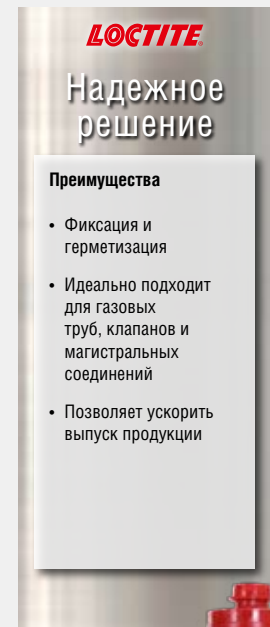 LOCTITE
Надежное
решение
Преимущества
• Фиксация и
герметизация
• Идеально подходит
для газовых
труб, клапанов и
магистральных
соединений
• Позволяет ускорить
выпуск продукции